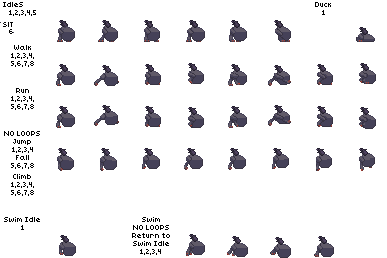 IdleS
1,2,3,4,5
Duck
1
SIT
6
Walk
1,2,3,4,
5,6,7,8
Run
1,2,3,4,
5,6,7,8
NO LOOPS
Jump
1,2,3,4
Fall
5,6,7,8
Climb
1,2,3,4,
5,6,7,8
Swim Idle
1
Swim
NO LOOPS
Return to
Swim Idle
1,2,3,4